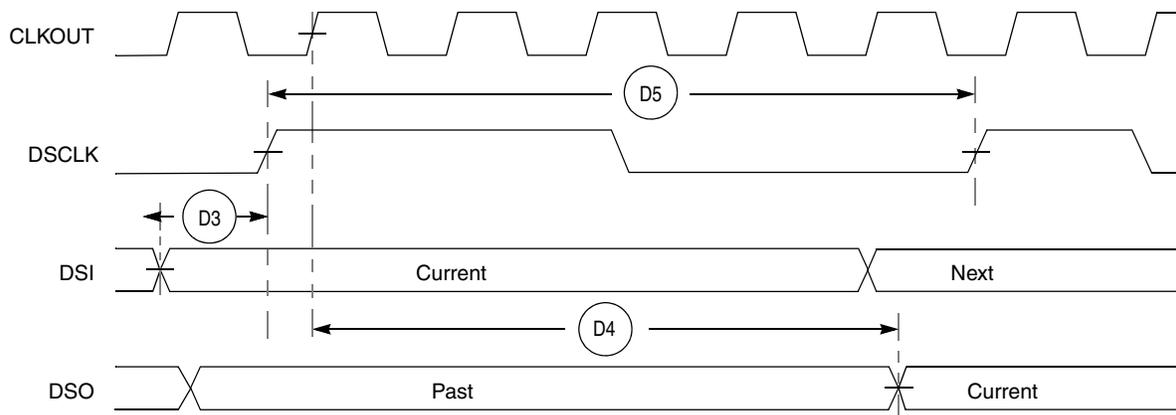 CLKOUT
D5
DSCLK
D3
DSI
Current
Next
D4
DSO
Past
Current